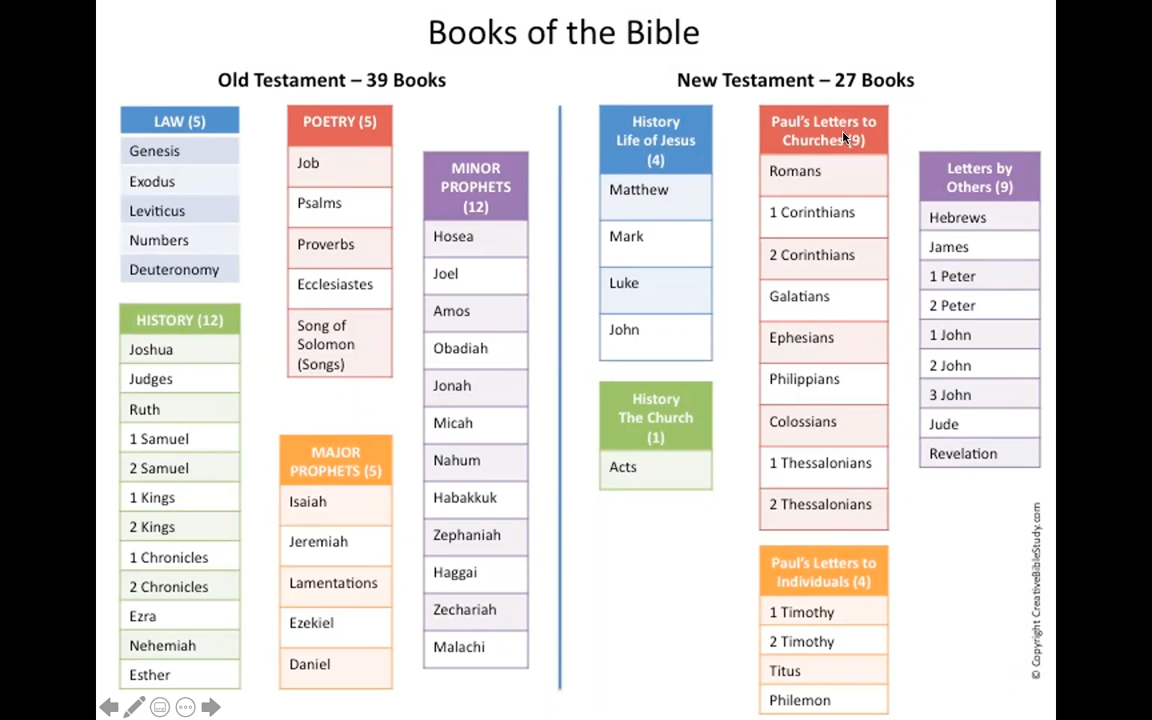 Books of the Bible
Old Testament – 39 Books
LAW (5)
Genesis
Exodus
Leviticus
Numbers
Deuteronomy
HISTORY (12)
Joshua
Judges
Ruth
1 Samuel
2 Samuel
1 Kings
2 Kings
1 Chronicles
2 Chronicles
Ezra
Nehemiah
Esther
POETRY (5)
Job
Psalms
Proverbs
Ecclesiastes
Song of
Solomon
(Songs)
MAJOR
PROPHETS (5)
Isaiah
Jeremiah
Lamentations
Ezekiel
Daniel
MINOR
PROPHETS
(12)
Hosea
Joel
Amos
Obadiah
Jonah
Micah
Nahum
Habakkuk
Zephaniah
Haggai
Zechariah
Malachi
New Testament – 27 Books
History
Life of Jesus
(4)
Matthew
Mark
Luke
John
History
The Church
(1)
Acts
Paul's Letters to
Churches (9)
Romans
1 Corinthians
2 Corinthians
Galatians
Ephesians
Philippians
Colossians
1 Thessalonians
2 Thessalonians
Paul's Letters to
Individuals (4)
1 Timothy
2 Timothy
Titus
Philemon
Letters by
Others (9)
Hebrews
James
1 Peter
2 Peter
1 John
2 John
3 John
Jude
Revelation
© Copyright CreativeBibleStudy.com